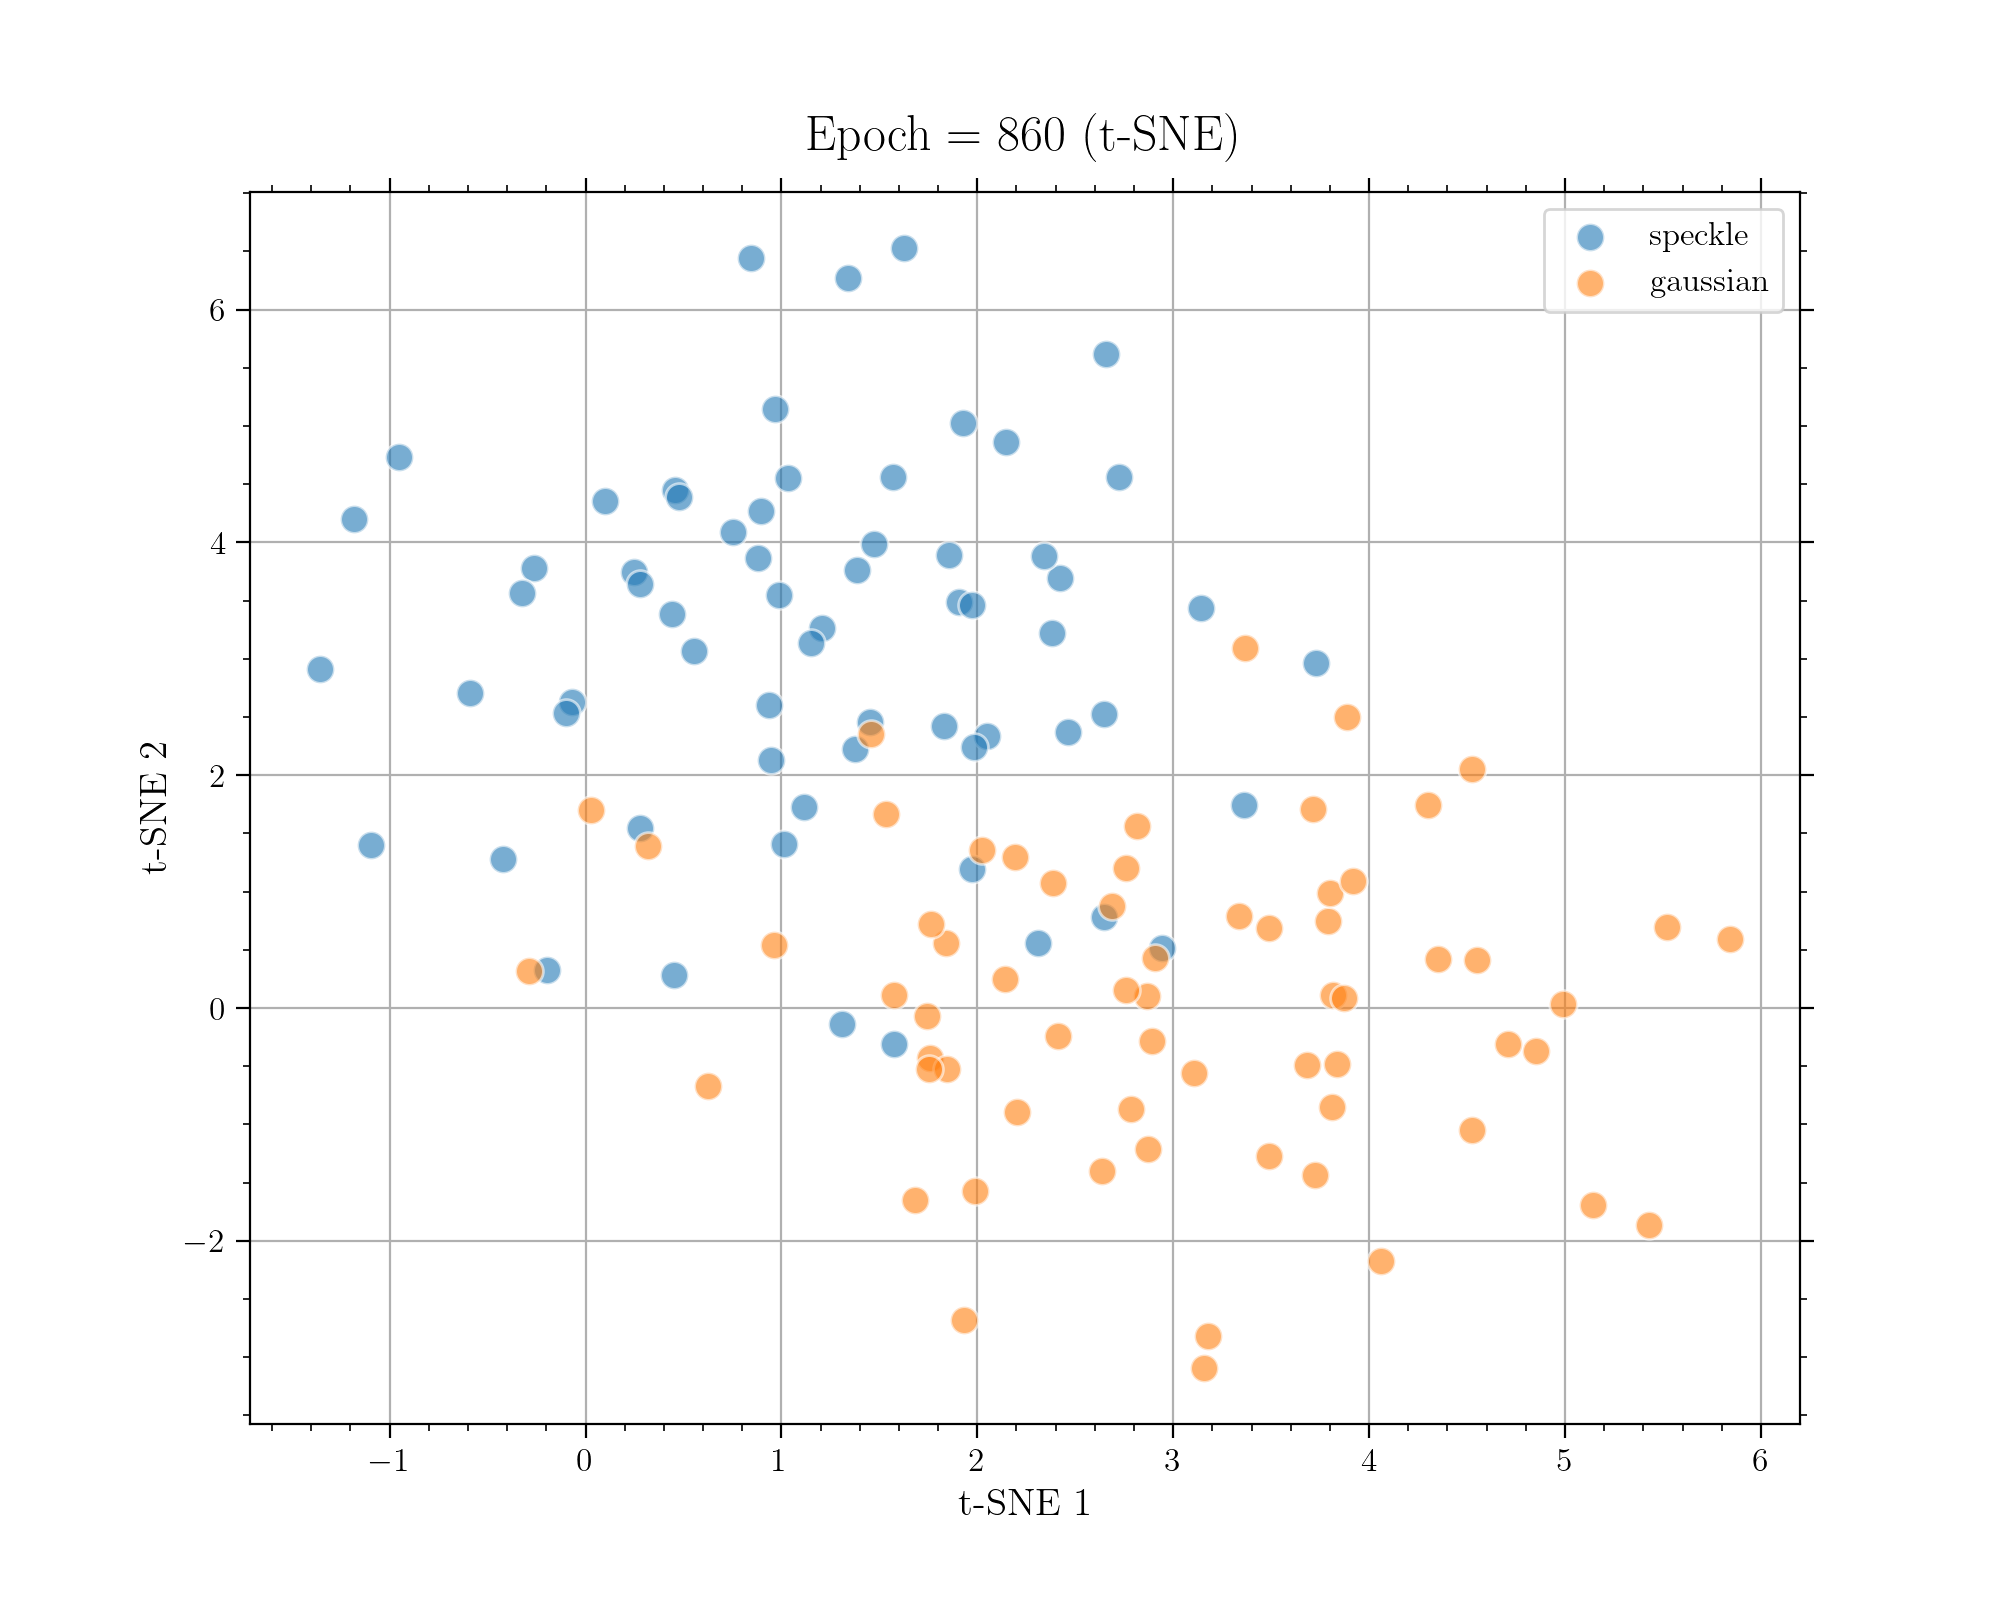 Epoch = 860 (t-SNE)
speckle
gaussian
6
4
2
0
−2
t-SNE 2
−1 0 1 2 3 4 5 6
t-SNE 1